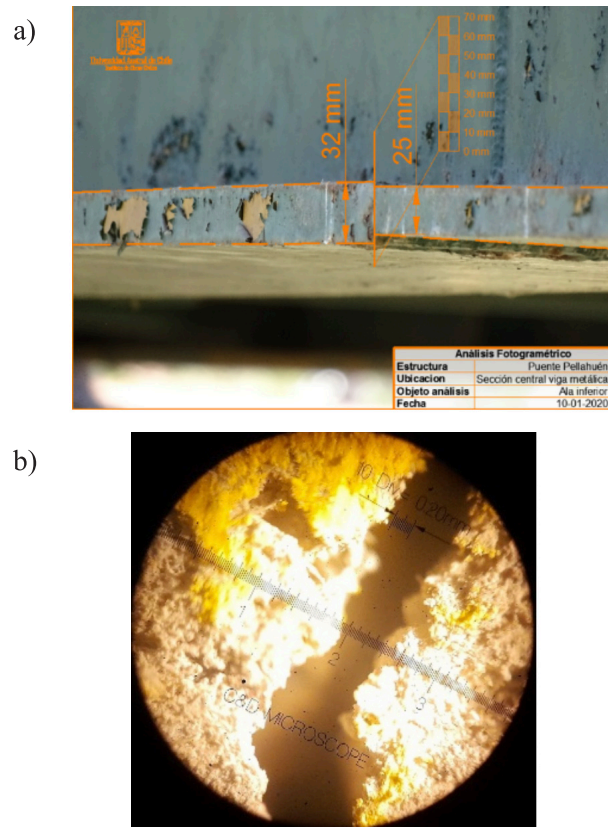 a)
Universidad Austral de Chile
70 mm
60 mm
50 mm
40 mm
30 mm
20 mm
10 mm
0 mm
32 mm
25 mm
Análisis Fotogramétrico
Estructura Puente Pellahuén
Ubicacion Sección central viga metálica
Objeto análisis Ala inferior
Fecha 10-01-2020
b)
10 DIV = 0.20mm
1
2
3
C&D MICROSCOPE